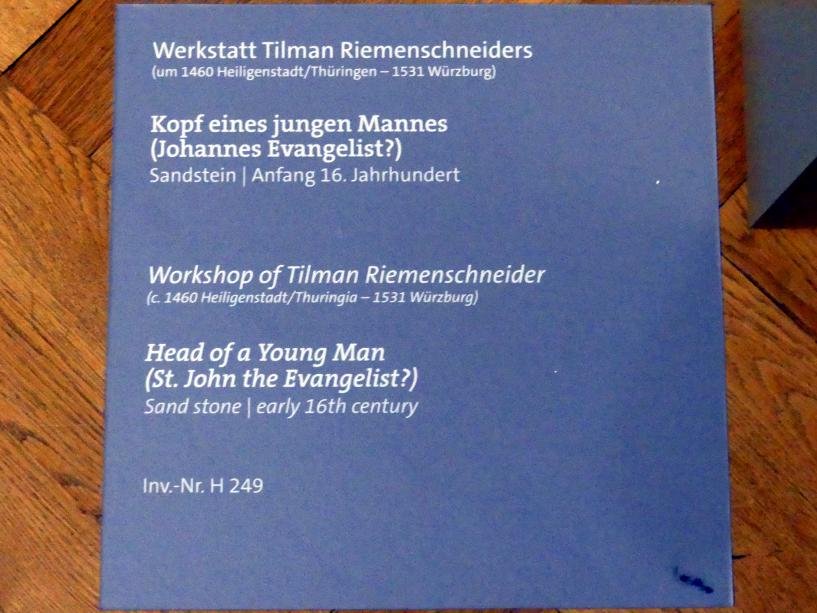 Werkstatt Tilman Riemenschneiders
(um 1460 Heiligenstadt/Thüringen – 1531 Würzburg)
Kopf eines jungen Mannes
(Johannes Evangelist?)
Sandstein | Anfang 16. Jahrhundert
Workshop of Tilman Riemenschneider
(c. 1460 Heiligenstadt/Thuringia – 1531 Würzburg)
Head of a Young Man
(St. John the Evangelist?)
Sand stone | early 16th century
Inv.-Nr. H 249